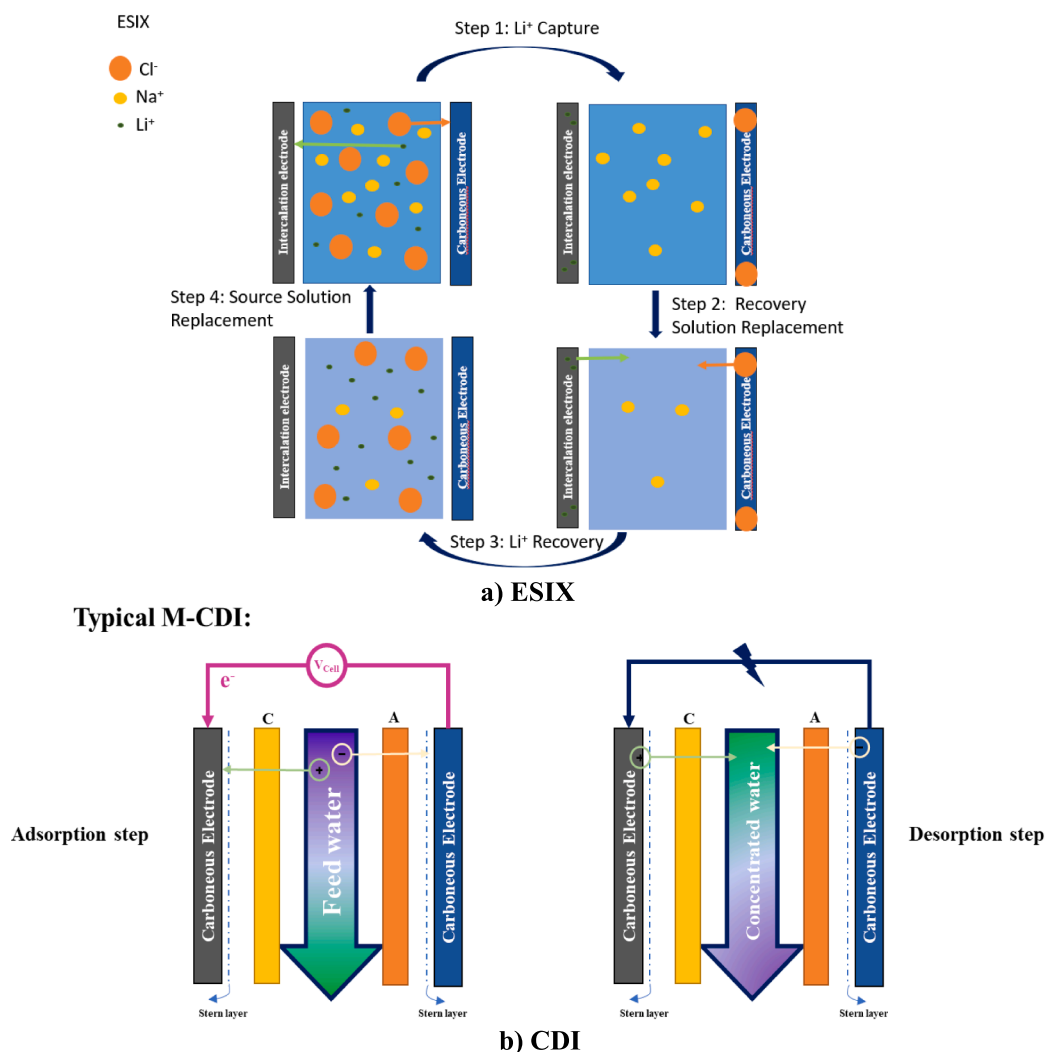 ESIX
Cl⁻
Na⁺
Li⁺
Step 1: Li⁺ Capture
Intercalation electrode
Carboneous Electrode
Intercalation electrode
Carboneous Electrode
Step 4: Source Solution
Replacement
Step 2: Recovery
Solution Replacement
Intercalation electrode
Carboneous Electrode
Intercalation electrode
Carboneous Electrode
Step 3: Li⁺ Recovery
a) ESIX
Typical M-CDI:
V_Cell
e⁻
C
A
C
A
+
−
+
−
Adsorption step
Carboneous Electrode
Feed water
Carboneous Electrode
Carboneous Electrode
Concentrated water
Carboneous Electrode
Desorption step
Stern layer
Stern layer
Stern layer
Stern layer
b) CDI